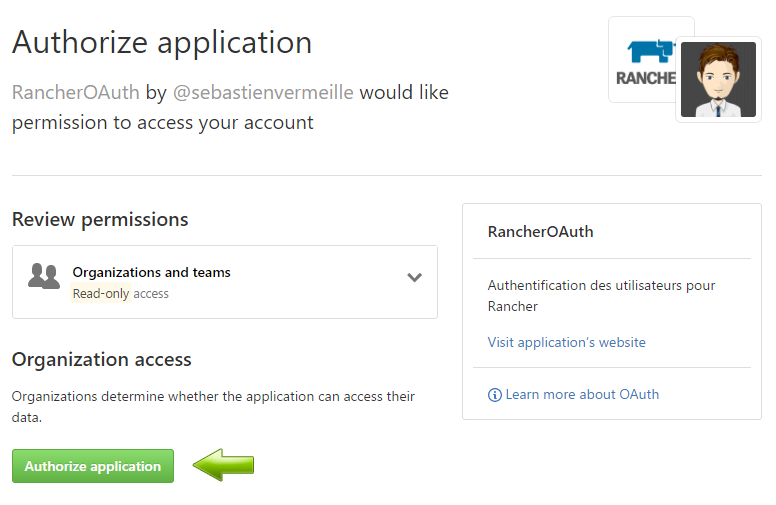 Authorize application
RancherOAuth by @sebastienvermeille would like
permission to access your account
RANCHE
Review permissions
Organizations and teams
Read-only access
Organization access
Organizations determine whether the application can access their
data.
Authorize application
RancherOAuth
Authentification des utilisateurs pour
Rancher
Visit application's website
Learn more about OAuth